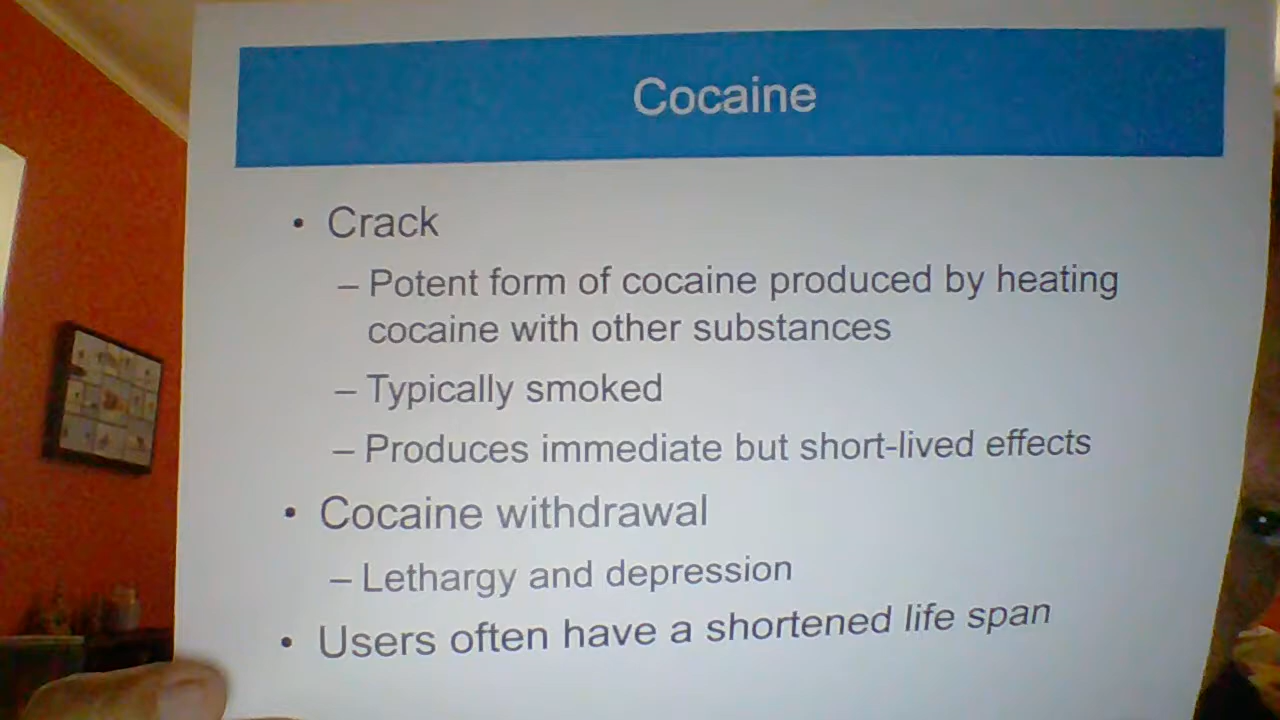 Cocaine
• Crack
– Potent form of cocaine produced by heating
cocaine with other substances
– Typically smoked
– Produces immediate but short-lived effects
• Cocaine withdrawal
– Lethargy and depression
• Users often have a shortened life span